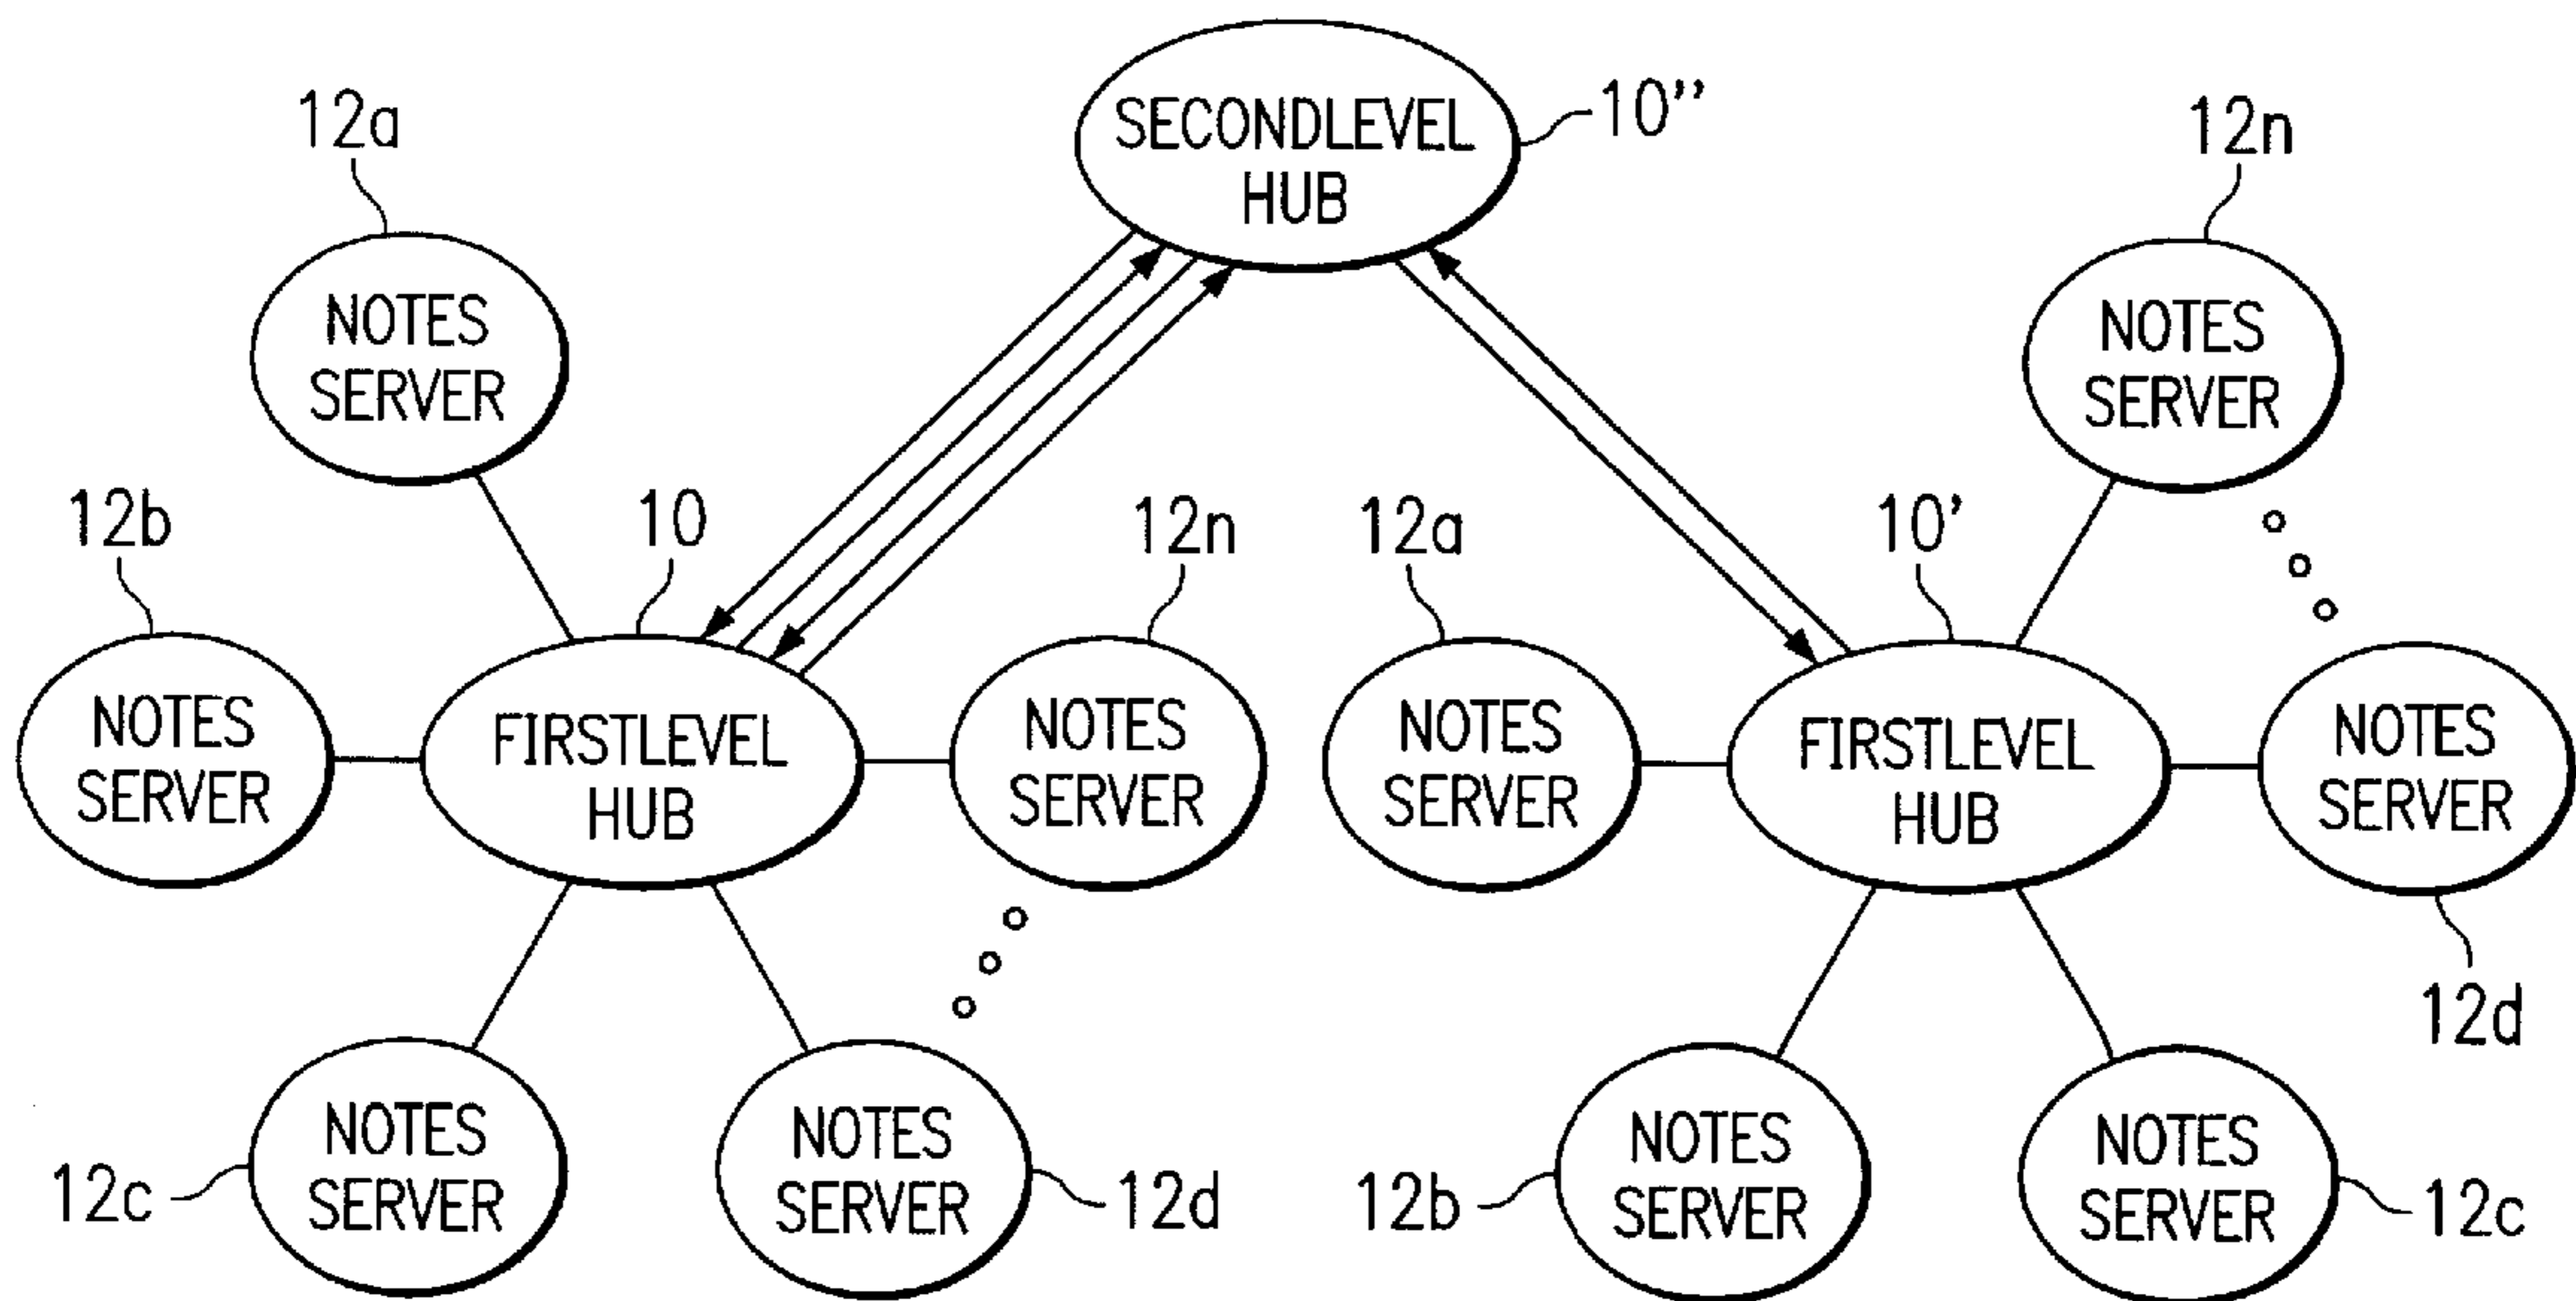 SECONDLEVEL
HUB
10"
12a
12n
NOTES
SERVER
NOTES
SERVER
12b
10
12n
12a
10'
NOTES
SERVER
FIRSTLEVEL
HUB
NOTES
SERVER
NOTES
SERVER
FIRSTLEVEL
HUB
NOTES
SERVER
12d
NOTES
SERVER
12c
NOTES
SERVER
12d
NOTES
SERVER
12b
NOTES
SERVER
12c